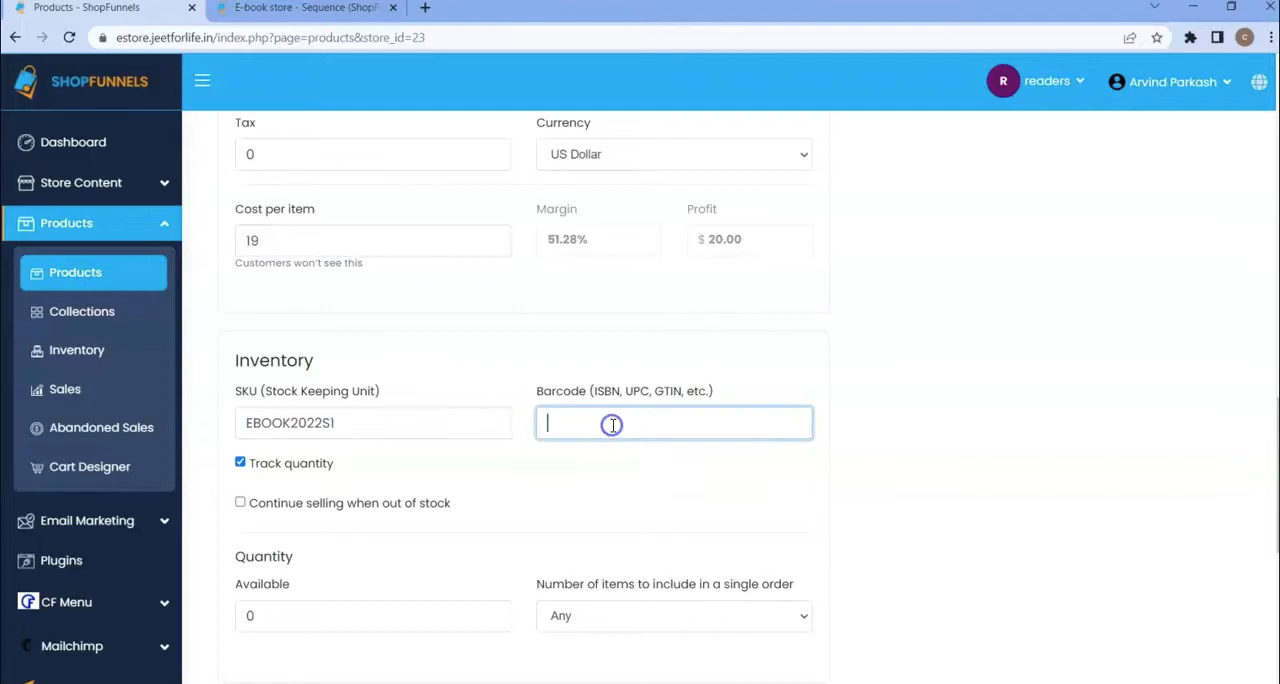 Products - ShopFunnels
E-book store - Sequence (ShopF
estore.jeetforlife.in/index.php?page=products&store_id=23
C
SHOPFUNNELS
R readers
Arvind Parkash
Dashboard
Store Content
Products
Products
Collections
Inventory
Sales
Abandoned Sales
Cart Designer
Email Marketing
Plugins
CF CF Menu
Mailchimp
Tax
Currency
0
US Dollar
Cost per item
Margin
Profit
19
51.28%
$ 20.00
Customers won't see this
Inventory
SKU (Stock Keeping Unit)
Barcode (ISBN, UPC, GTIN, etc.)
EBOOK2022S1
Track quantity
Continue selling when out of stock
Quantity
Available
Number of items to include in a single order
0
Any